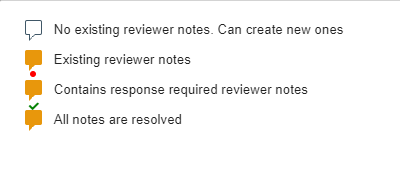 No existing reviewer notes. Can create new ones
Existing reviewer notes
Contains response required reviewer notes
All notes are resolved